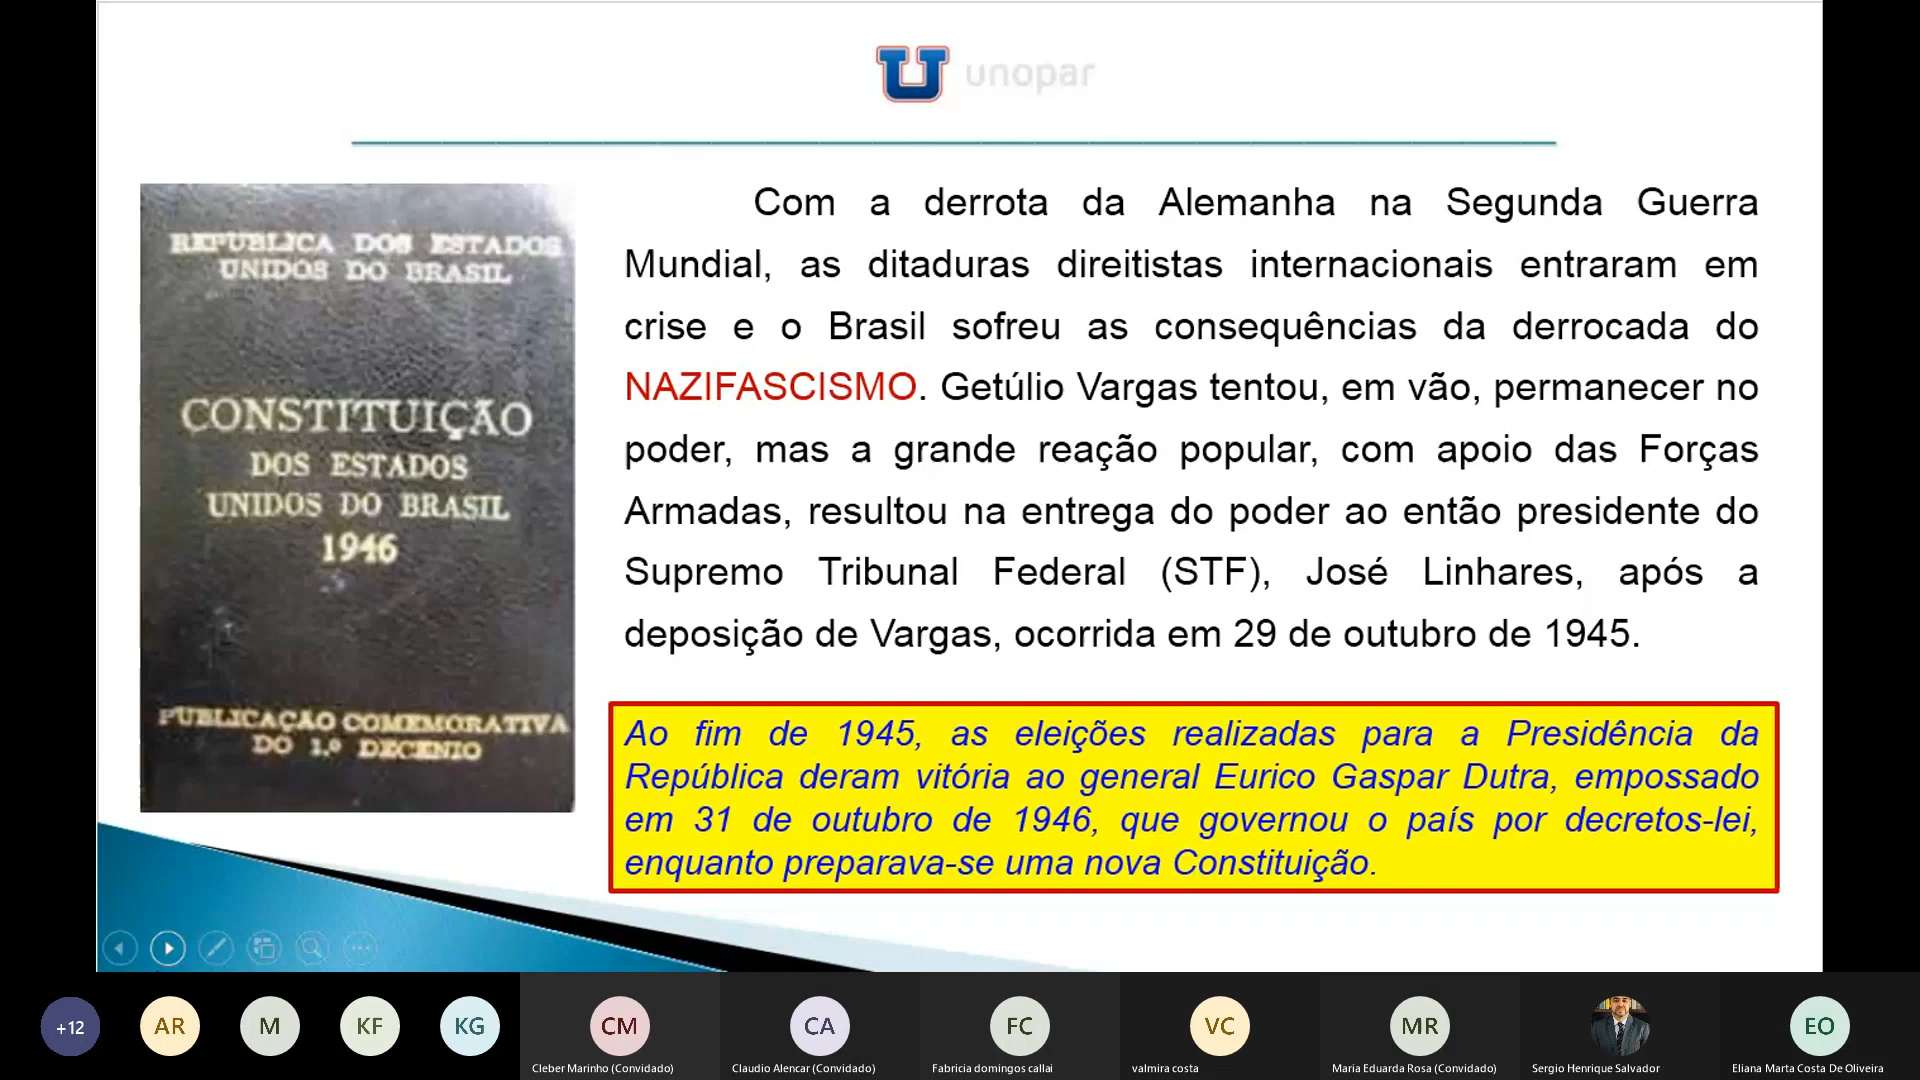 unopar
REPUBLICA DOS ESTADOS
UNIDOS DO BRASIL
CONSTITUIÇÃO
DOS ESTADOS
UNIDOS DO BRASIL
1946
PUBLICAÇÃO COMEMORATIVA
DO 1.º DECENIO
Com a derrota da Alemanha na Segunda Guerra
Mundial, as ditaduras direitistas internacionais entraram em
crise e o Brasil sofreu as consequências da derrocada do
NAZIFASCISMO. Getúlio Vargas tentou, em vão, permanecer no
poder, mas a grande reação popular, com apoio das Forças
Armadas, resultou na entrega do poder ao então presidente do
Supremo Tribunal Federal (STF), José Linhares, após a
deposição de Vargas, ocorrida em 29 de outubro de 1945.
Ao fim de 1945, as eleições realizadas para a Presidência da
República deram vitória ao general Eurico Gaspar Dutra, empossado
em 31 de outubro de 1946, que governou o país por decretos-lei,
enquanto preparava-se uma nova Constituição.
+12
AR
M
KF
KG
CM
CA
FC
VC
MR
EO
Cleber Marinho (Convidado)
Claudio Alencar (Convidado)
Fabricia domingos callai
valmira costa
Maria Eduarda Rosa (Convidado)
Sergio Henrique Salvador
Eliana Marta Costa De Oliveira